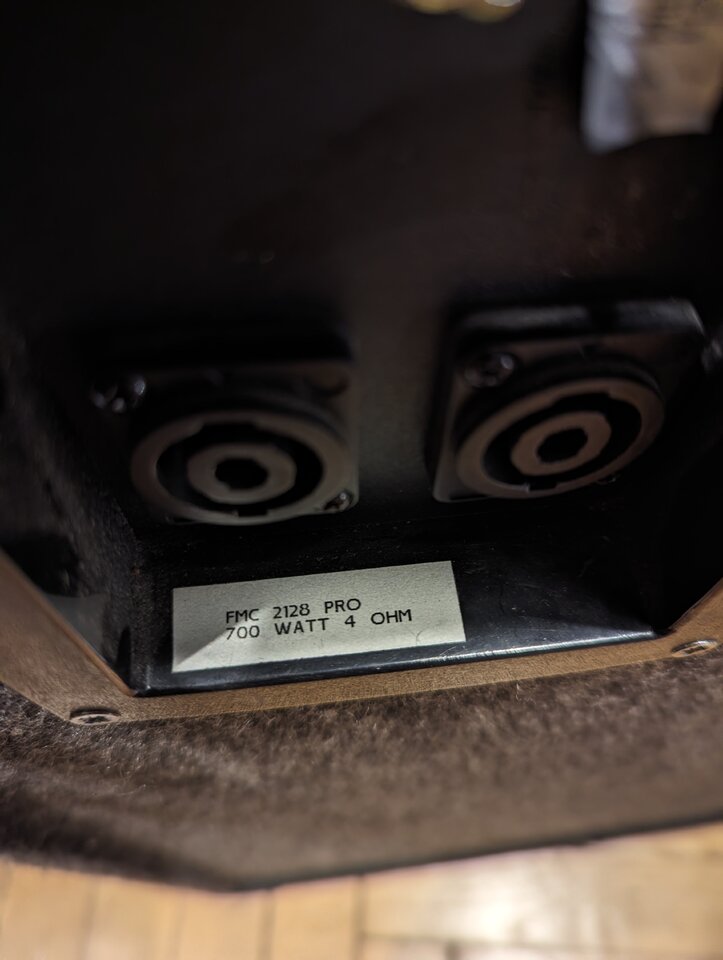 FMC 2128 PRO
700 WATT 4 OHM